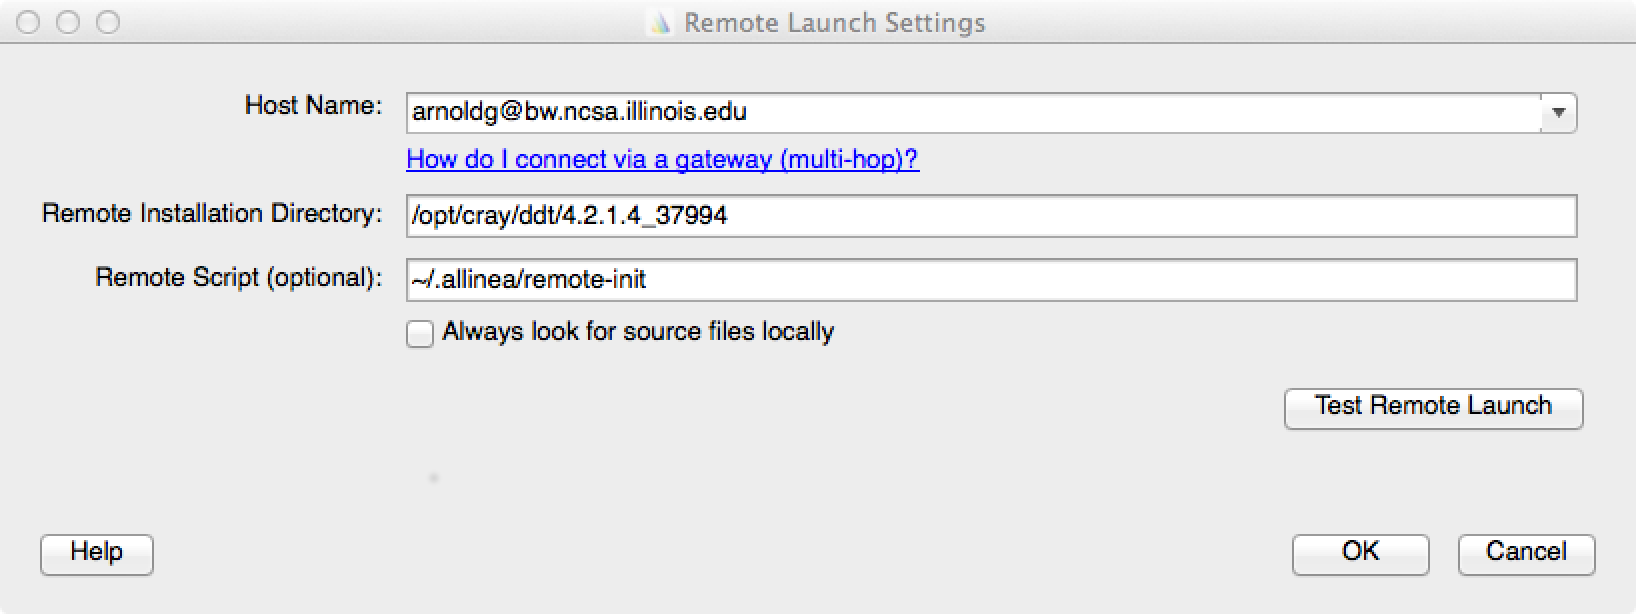 Remote Launch Settings
Host Name: arnoldg@bw.ncsa.illinois.edu
How do I connect via a gateway (multi-hop)?
Remote Installation Directory: /opt/cray/ddt/4.2.1.4_37994
Remote Script (optional): ~/.allinea/remote-init
Always look for source files locally
Test Remote Launch
Help OK Cancel